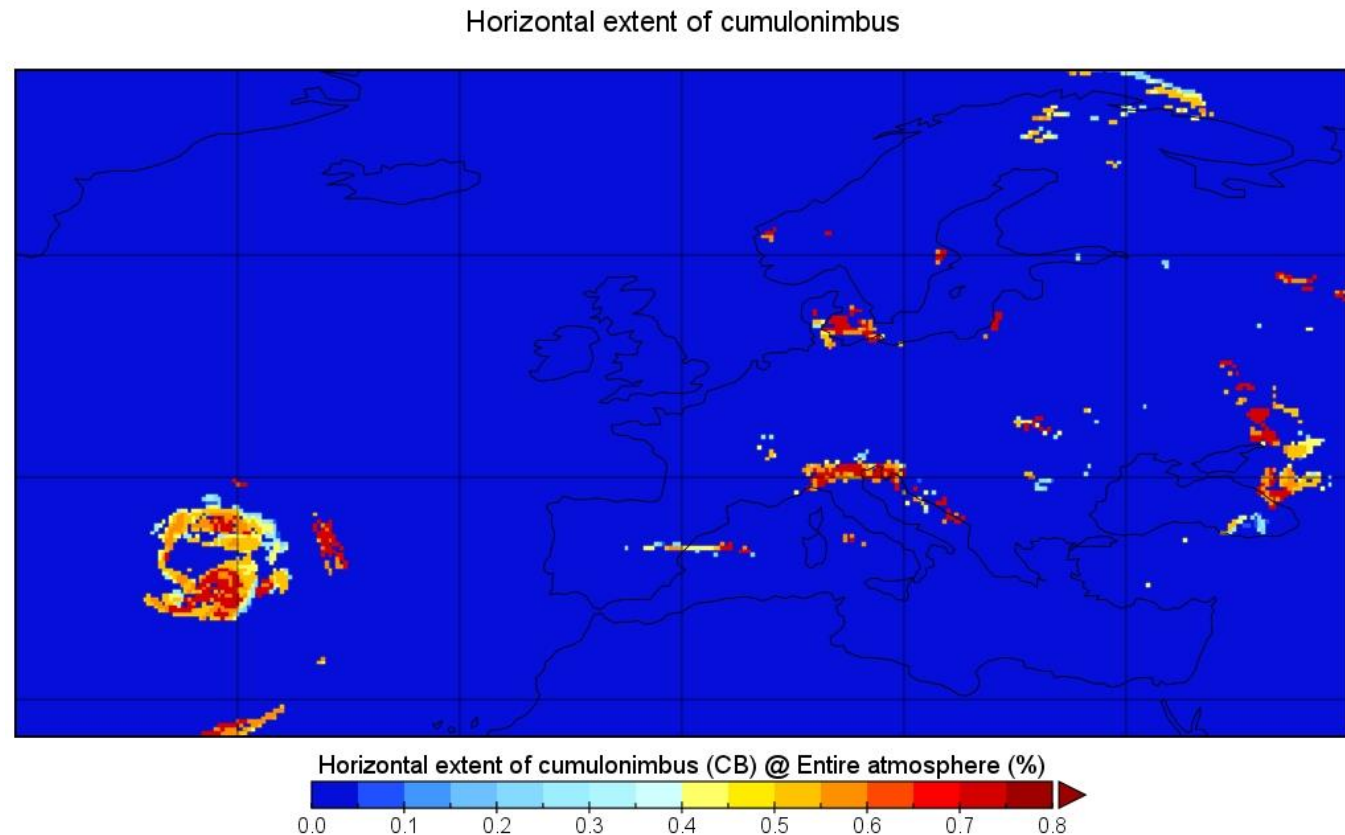 Horizontal extent of cumulonimbus
Horizontal extent of cumulonimbus (CB) @ Entire atmosphere (%)
0.0 0.1 0.2 0.3 0.4 0.5 0.6 0.7 0.8